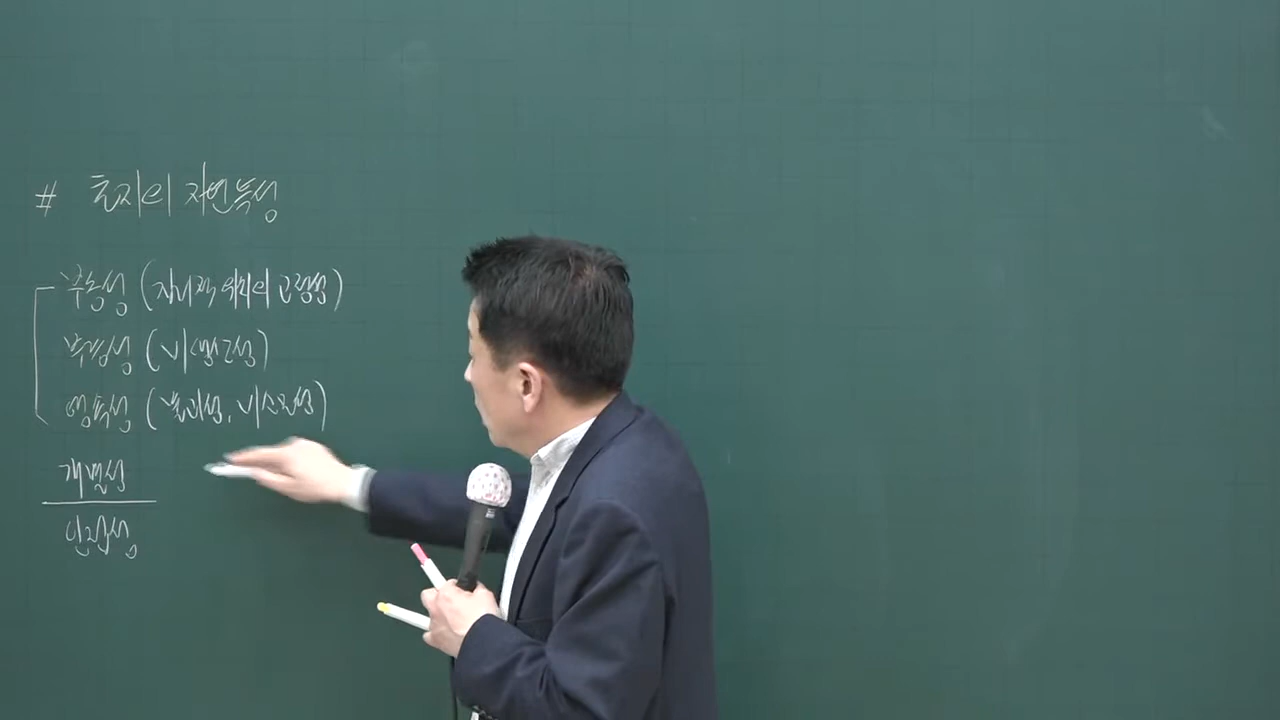 # 토지의 자연특성
부동성 (지리적 위치의 고정성)
부증성 (비생산성)
영속성 (불괴성, 비소모성)
개별성
인접성